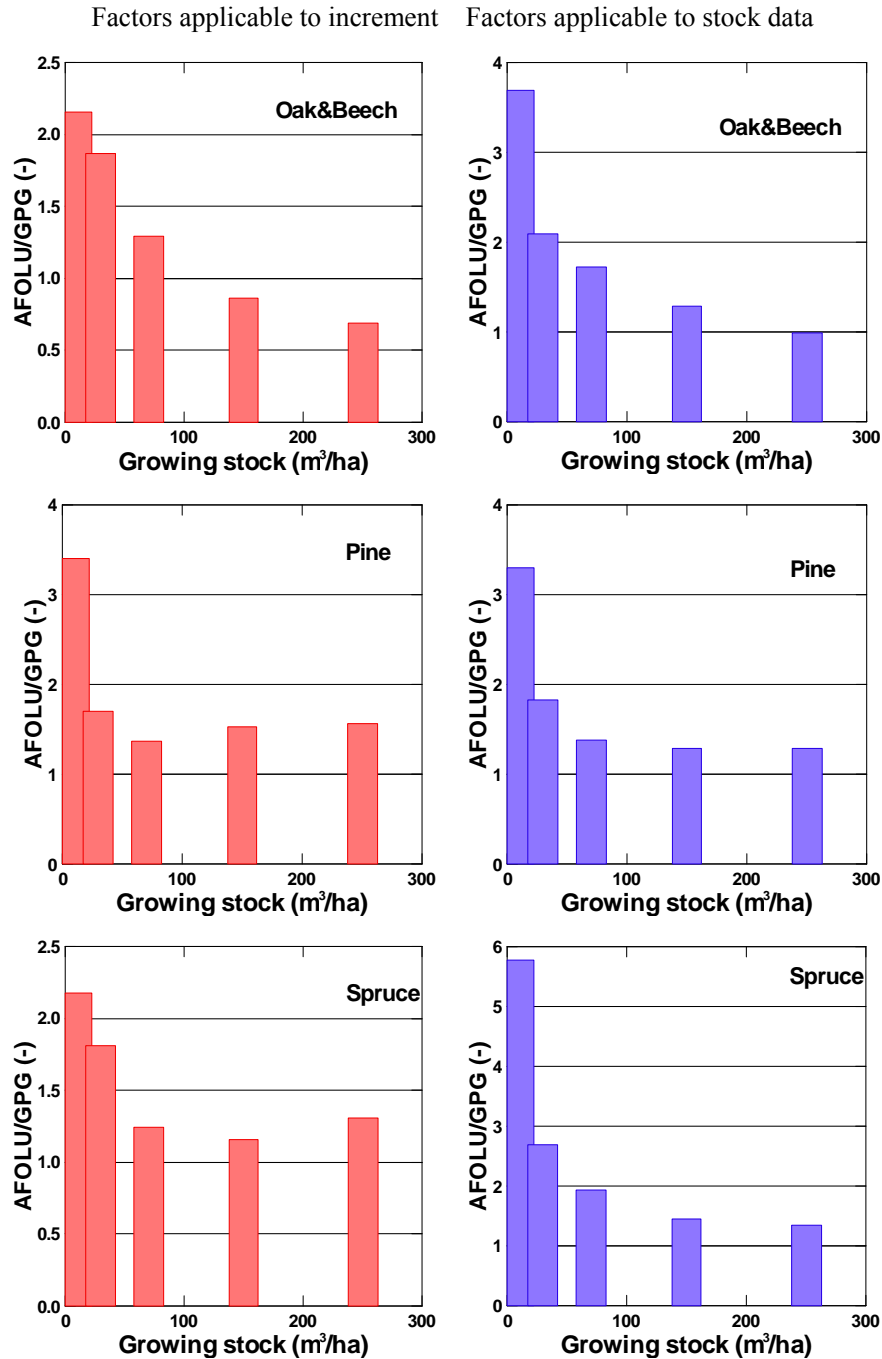 Factors applicable to increment Factors applicable to stock data
2.5
2.0
1.5
1.0
0.5
0.0
AFOLU/GPG (-)
Oak&Beech
0 100 200 300
Growing stock (m³/ha)
4
3
2
1
0
AFOLU/GPG (-)
Oak&Beech
0 100 200 300
Growing stock (m³/ha)
4
3
2
1
0
AFOLU/GPG (-)
Pine
0 100 200 300
Growing stock (m³/ha)
4
3
2
1
0
AFOLU/GPG (-)
Pine
0 100 200 300
Growing stock (m³/ha)
2.5
2.0
1.5
1.0
0.5
0.0
AFOLU/GPG (-)
Spruce
0 100 200 300
Growing stock (m³/ha)
6
5
4
3
2
1
0
AFOLU/GPG (-)
Spruce
0 100 200 300
Growing stock (m³/ha)